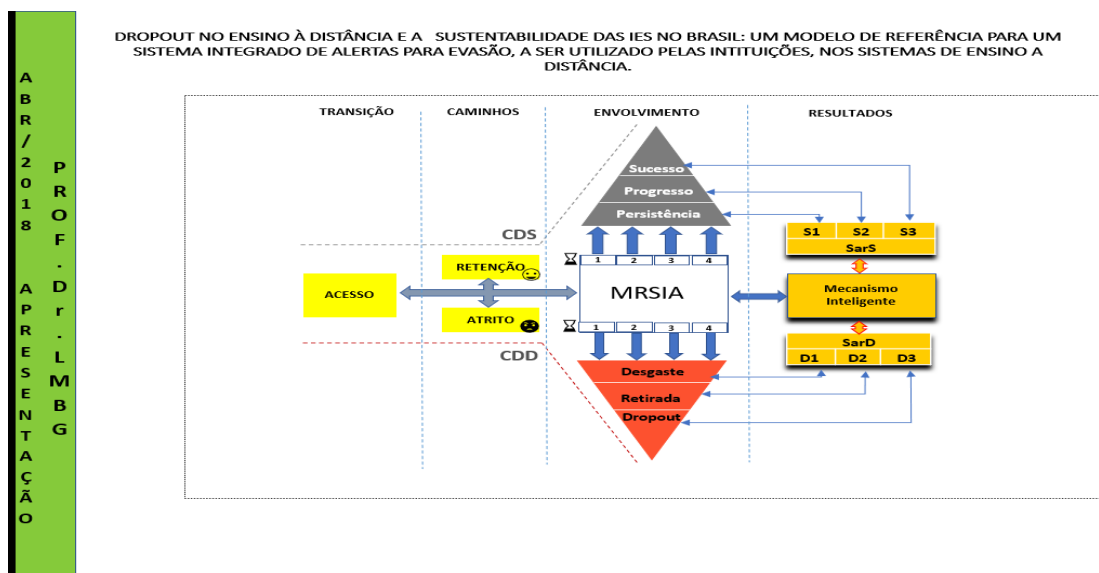 ABR/2018 APRESENTAÇÃO
PROF.Dr.LMBG
DROPOUT NO ENSINO À DISTÂNCIA E A SUSTENTABILIDADE DAS IES NO BRASIL: UM MODELO DE REFERÊNCIA PARA UM
SISTEMA INTEGRADO DE ALERTAS PARA EVASÃO, A SER UTILIZADO PELAS INTITUIÇÕES, NOS SISTEMAS DE ENSINO A
DISTÂNCIA.
TRANSIÇÃO CAMINHOS ENVOLVIMENTO RESULTADOS
Sucesso
Progresso
Persistência
CDS
S1 S2 S3
SarS
1 2 3 4
RETENÇÃO
ACESSO
MRSIA
Mecanismo
Inteligente
ATRITO
1 2 3 4
CDD
SarD
D1 D2 D3
Desgaste
Retirada
Dropout